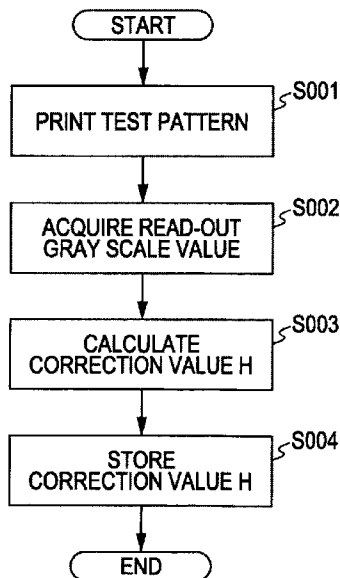 START
S001
PRINT TEST PATTERN
S002
ACQUIRE READ-OUT
GRAY SCALE VALUE
S003
CALCULATE
CORRECTION VALUE H
S004
STORE
CORRECTION VALUE H
END